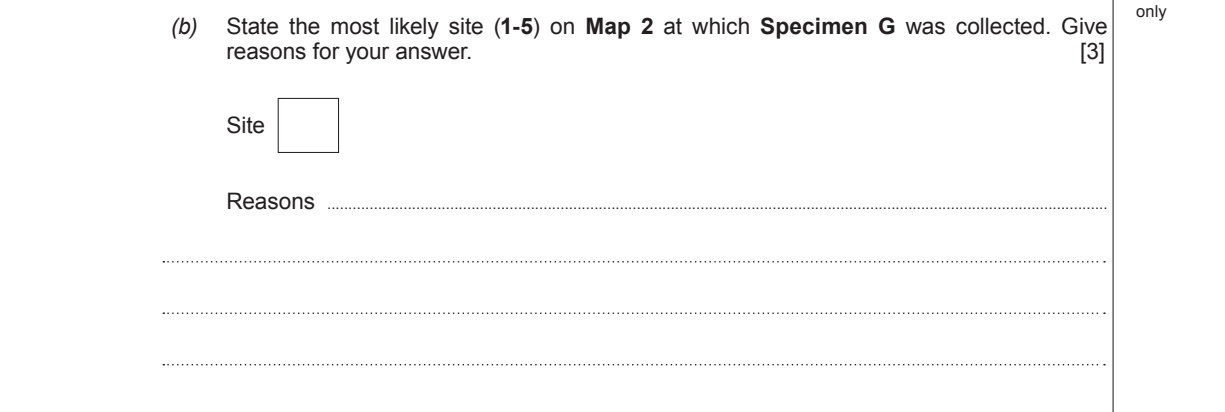 only
(b) State the most likely site (1-5) on Map 2 at which Specimen G was collected. Give
reasons for your answer. [3]
Site
Reasons